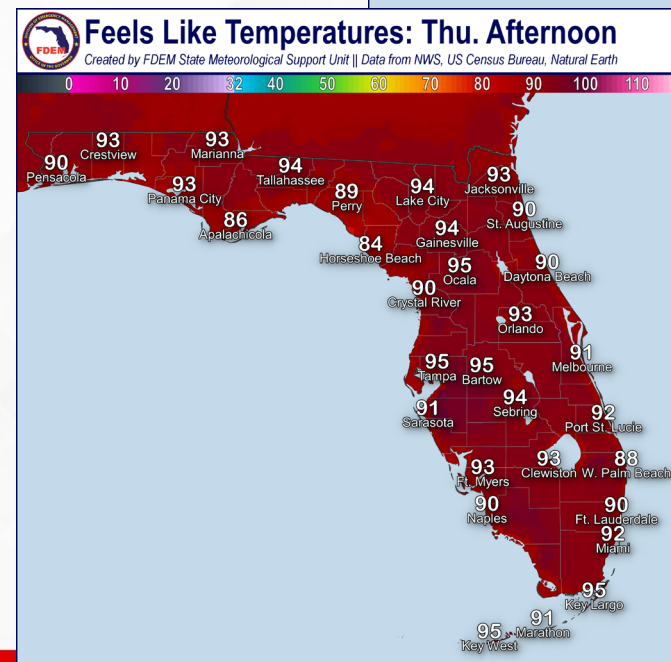 Feels Like Temperatures: Thu. Afternoon
Created by FDEM State Meteorological Support Unit || Data from NWS, US Census Bureau, Natural Earth
FDEM
0 10 20 32 40 50 60 70 80 90 100 110
93
Crestview
93
Marianna
90
Pensacola
94
Tallahassee
93
Panama City
89
Perry
94
Lake City
93
Jacksonville
86
Apalachicola
90
St. Augustine
94
Gainesville
84
Horseshoe Beach
95
Ocala
90
Daytona Beach
90
Crystal River
93
Orlando
95
Tampa
95
Bartow
91
Melbourne
94
Sebring
91
Sarasota
92
Port St. Lucie
93
Ft. Myers
93
Clewiston
88
W. Palm Beach
90
Naples
90
Ft. Lauderdale
92
Miami
95
Key Largo
91
Marathon
95
Key West